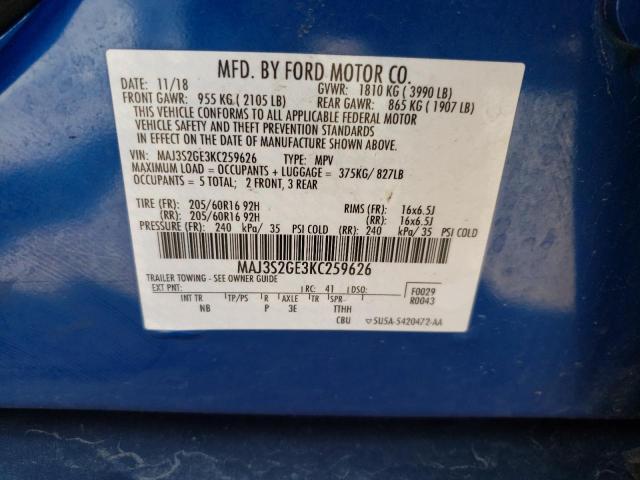 MFD. BY FORD MOTOR CO.
DATE: 11/18 GVWR: 1810 KG ( 3990 LB)
FRONT GAWR: 955 KG.( 2105 LB) REAR GAWR: 865 KG ( 1907 LB)
THIS VEHICLE CONFORMS TO ALL APPLICABLE FEDERAL MOTOR
VEHICLE SAFETY AND THEFT PREVENTION STANDARDS
IN EFFECT ON THE DATE OF MANUFACTURE SHOWN ABOVE.
VIN: MAJ3S2GE3KC259626 TYPE: MPV
MAXIMUM LOAD = OCCUPANTS + LUGGAGE = 375KG/ 827LB
OCCUPANTS = 5 TOTAL; 2 FRONT, 3 REAR
TIRE (FR): 205/60R16 92H RIMS (FR): 16x6.5J
(RR): 205/60R16 92H (RR): 16x6.5J
PRESSURE (FR): 240 kPa/ 35 PSI COLD (RR): 240 kPa/ 35 PSI COLD
MAJ3S2GE3KC259626
TRAILER TOWING - SEE OWNER GUIDE
EXT PNT: RC: 41 DSO: F0029
INT TR TP/PS R AXLE TR SPR R0043
NB P 3E TTHH
CBU ▽SU5A-5420472-AA